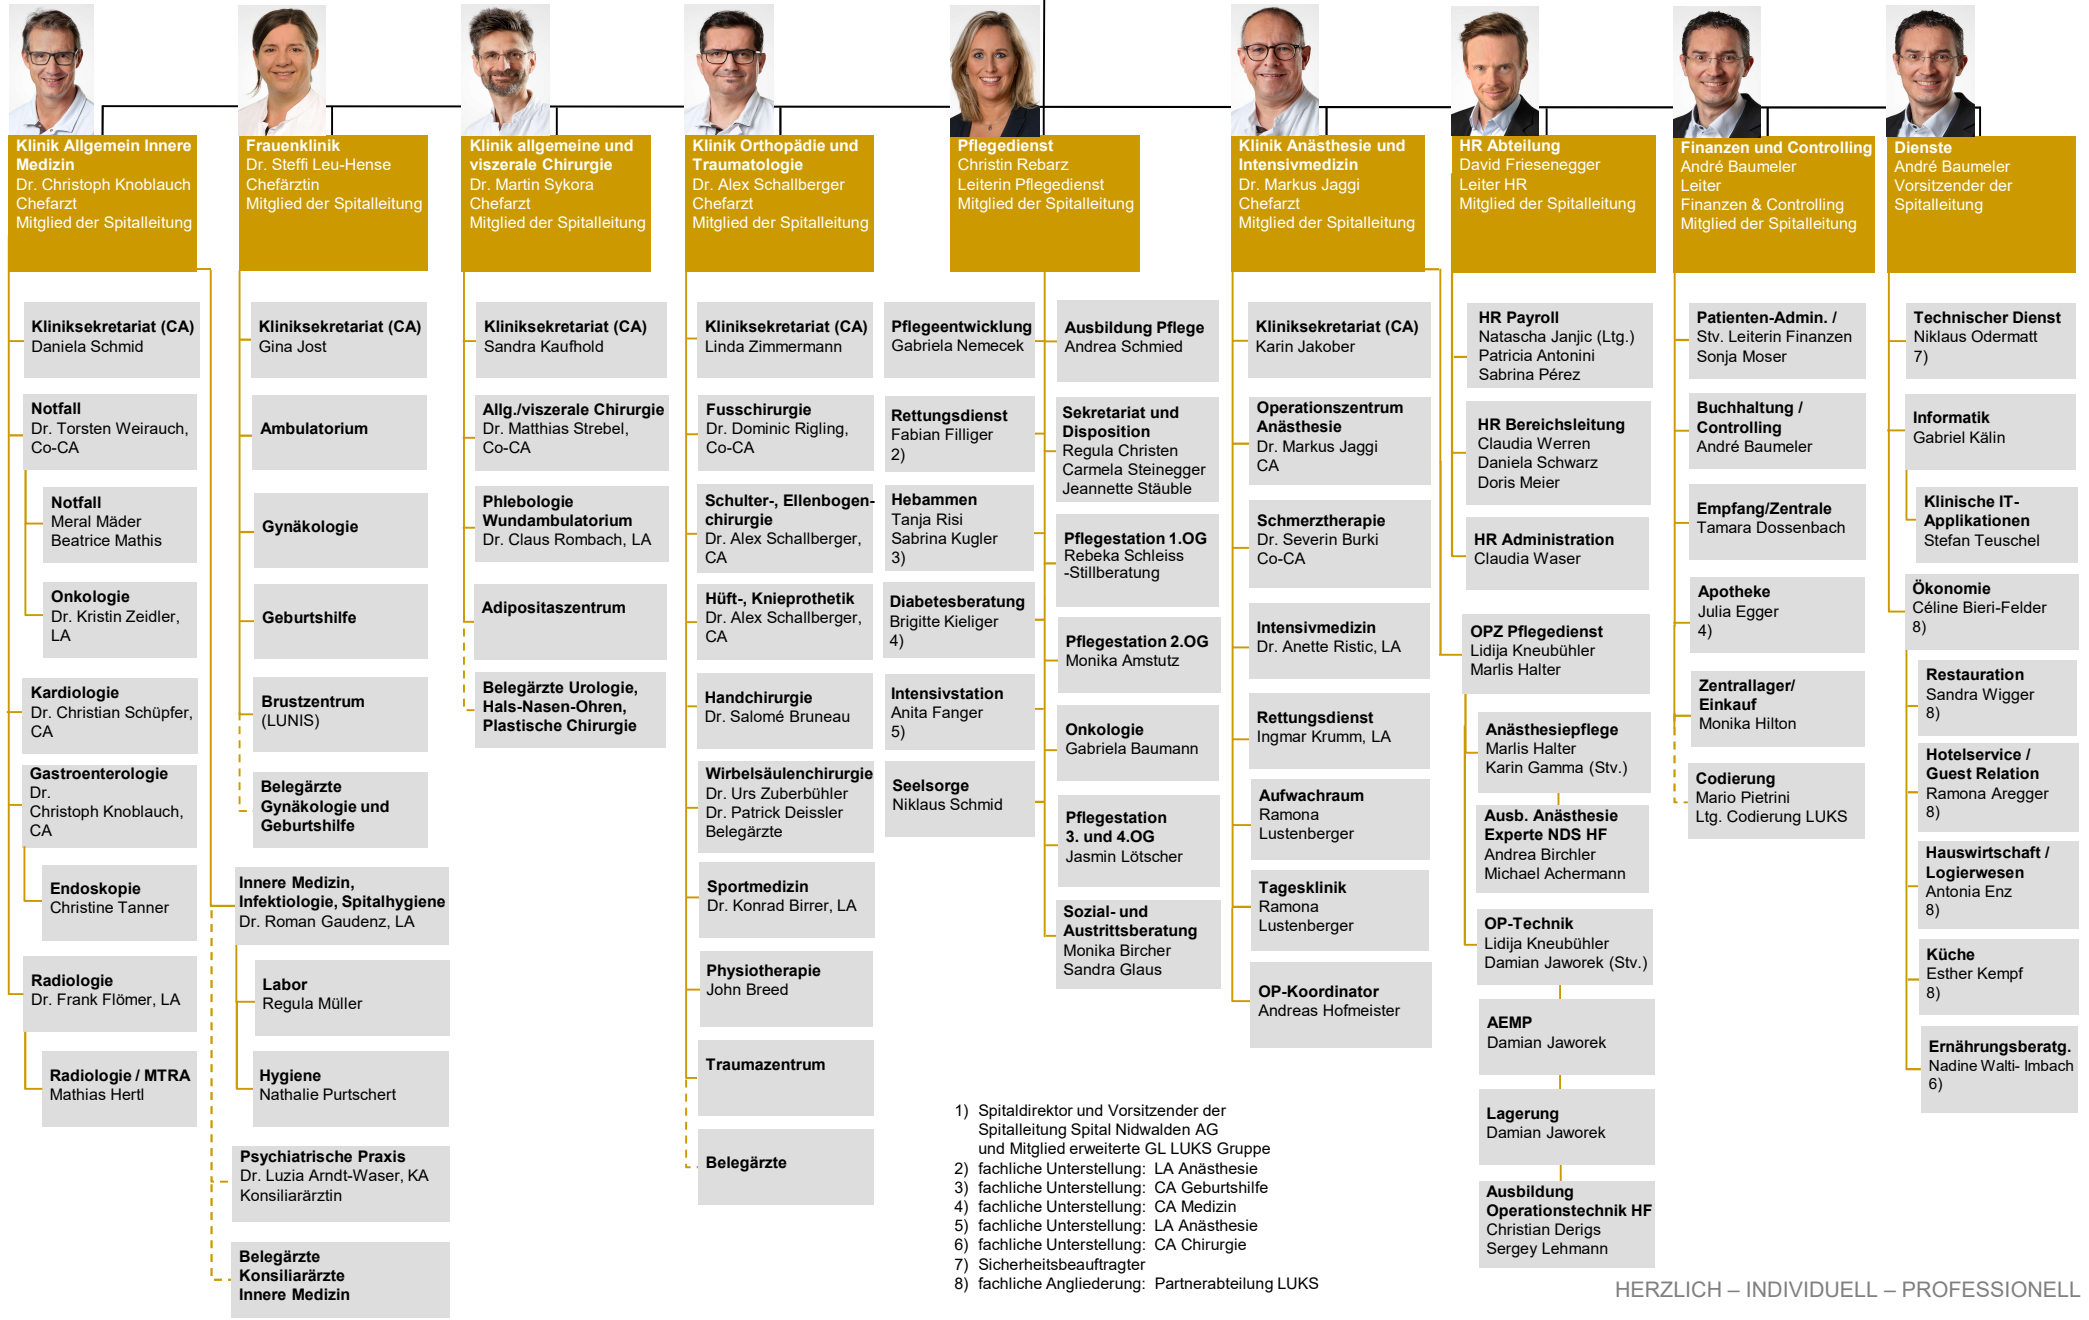 Klinik Allgemein Innere
Medizin
Dr. Christoph Knoblauch
Chefarzt
Mitglied der Spitalleitung
Kliniksekretariat (CA)
Daniela Schmid
Notfall
Dr. Torsten Weirauch,
Co-CA
Notfall
Meral Mäder
Beatrice Mathis
Onkologie
Dr. Kristin Zeidler,
LA
Kardiologie
Dr. Christian Schüpfer,
CA
Gastroenterologie
Dr.
Christoph Knoblauch,
CA
Endoskopie
Christine Tanner
Radiologie
Dr. Frank Flömer, LA
Radiologie / MTRA
Mathias Hertl
Frauenklinik
Dr. Steffi Leu-Hense
Chefärztin
Mitglied der Spitalleitung
Kliniksekretariat (CA)
Gina Jost
Ambulatorium
Gynäkologie
Geburtshilfe
Brustzentrum
(LUNIS)
Belegärzte
Gynäkologie und
Geburtshilfe
Innere Medizin,
Infektiologie, Spitalhygiene
Dr. Roman Gaudenz, LA
Labor
Regula Müller
Hygiene
Nathalie Purtschert
Psychiatrische Praxis
Dr. Luzia Arndt-Waser, KA
Konsiliarärztin
Belegärzte
Konsiliarärzte
Innere Medizin
Klinik allgemeine und
viszerale Chirurgie
Dr. Martin Sykora
Chefarzt
Mitglied der Spitalleitung
Kliniksekretariat (CA)
Sandra Kaufhold
Allg./viszerale Chirurgie
Dr. Matthias Strebel,
Co-CA
Phlebologie
Wundambulatorium
Dr. Claus Rombach, LA
Adipositaszentrum
Belegärzte Urologie,
Hals-Nasen-Ohren,
Plastische Chirurgie
Klinik Orthopädie und
Traumatologie
Dr. Alex Schallberger
Chefarzt
Mitglied der Spitalleitung
Kliniksekretariat (CA)
Linda Zimmermann
Fusschirurgie
Dr. Dominic Rigling,
Co-CA
Schulter-, Ellenbogen-
chirurgie
Dr. Alex Schallberger,
CA
Hüft-, Knieprothetik
Dr. Alex Schallberger,
CA
Handchirurgie
Dr. Salomé Bruneau
Wirbelsäulenchirurgie
Dr. Urs Zuberbühler
Dr. Patrick Deissler
Belegärzte
Sportmedizin
Dr. Konrad Birrer, LA
Physiotherapie
John Breed
Traumazentrum
Belegärzte
Pflegedienst
Christin Rebarz
Leiterin Pflegedienst
Mitglied der Spitalleitung
Pflegeentwicklung
Gabriela Nemecek
Rettungsdienst
Fabian Filliger
2)
Hebammen
Tanja Risi
Sabrina Kugler
3)
Diabetesberatung
Brigitte Kieliger
4)
Intensivstation
Anita Fanger
5)
Seelsorge
Niklaus Schmid
Ausbildung Pflege
Andrea Schmied
Sekretariat und
Disposition
Regula Christen
Carmela Steinegger
Jeannette Stäuble
Pflegestation 1.OG
Rebeka Schleiss
-Stillberatung
Pflegestation 2.OG
Monika Amstutz
Onkologie
Gabriela Baumann
Pflegestation
3. und 4.OG
Jasmin Lötscher
Sozial- und
Austrittsberatung
Monika Bircher
Sandra Glaus
Klinik Anästhesie und
Intensivmedizin
Dr. Markus Jaggi
Chefarzt
Mitglied der Spitalleitung
Kliniksekretariat (CA)
Karin Jakober
Operationszentrum
Anästhesie
Dr. Markus Jaggi
CA
Schmerztherapie
Dr. Severin Burki
Co-CA
Intensivmedizin
Dr. Anette Ristic, LA
Rettungsdienst
Ingmar Krumm, LA
Aufwachraum
Ramona
Lustenberger
Tagesklinik
Ramona
Lustenberger
OP-Koordinator
Andreas Hofmeister
HR Abteilung
David Friesenegger
Leiter HR
Mitglied der Spitalleitung
HR Payroll
Natascha Janjic (Ltg.)
Patricia Antonini
Sabrina Pérez
HR Bereichsleitung
Claudia Werren
Daniela Schwarz
Doris Meier
HR Administration
Claudia Waser
OPZ Pflegedienst
Lidija Kneubühler
Marlis Halter
Anästhesiepflege
Marlis Halter
Karin Gamma (Stv.)
Ausb. Anästhesie
Experte NDS HF
Andrea Birchler
Michael Achermann
OP-Technik
Lidija Kneubühler
Damian Jaworek (Stv.)
AEMP
Damian Jaworek
Lagerung
Damian Jaworek
Ausbildung
Operationstechnik HF
Christian Derigs
Sergey Lehmann
Finanzen und Controlling
André Baumeler
Leiter
Finanzen & Controlling
Mitglied der Spitalleitung
Patienten-Admin. /
Stv. Leiterin Finanzen
Sonja Moser
Buchhaltung /
Controlling
André Baumeler
Empfang/Zentrale
Tamara Dossenbach
Apotheke
Julia Egger
4)
Zentrallager/
Einkauf
Monika Hilton
Codierung
Mario Pietrini
Ltg. Codierung LUKS
Dienste
André Baumeler
Vorsitzender der
Spitalleitung
Technischer Dienst
Niklaus Odermatt
7)
Informatik
Gabriel Kälin
Klinische IT-
Applikationen
Stefan Teuschel
Ökonomie
Céline Bieri-Felder
8)
Restauration
Sandra Wigger
8)
Hotelservice /
Guest Relation
Ramona Aregger
8)
Hauswirtschaft /
Logierwesen
Antonia Enz
8)
Küche
Esther Kempf
8)
Ernährungsberatg.
Nadine Walti- Imbach
6)
1) Spitaldirektor und Vorsitzender der
Spitalleitung Spital Nidwalden AG
und Mitglied erweiterte GL LUKS Gruppe
2) fachliche Unterstellung: LA Anästhesie
3) fachliche Unterstellung: CA Geburtshilfe
4) fachliche Unterstellung: CA Medizin
5) fachliche Unterstellung: LA Anästhesie
6) fachliche Unterstellung: CA Chirurgie
7) Sicherheitsbeauftragter
8) fachliche Angliederung: Partnerabteilung LUKS
HERZLICH – INDIVIDUELL – PROFESSIONELL